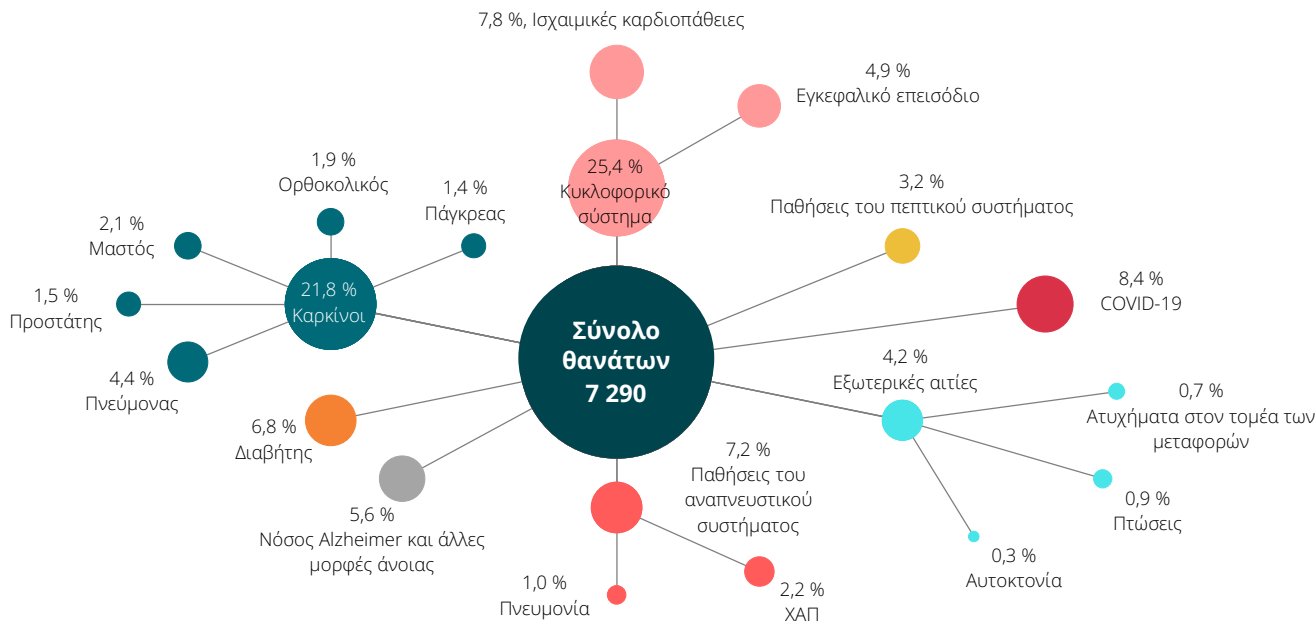 7,8 %, Ισχαιμικές καρδιοπάθειες
4,9 %
Εγκεφαλικό επεισόδιο
25,4 %
Κυκλοφορικό
σύστημα
1,9 %
Ορθοκολικός
1,4 %
Πάγκρεας
2,1 %
Μαστός
21,8 %
Καρκίνοι
1,5 %
Προστάτης
4,4 %
Πνεύμονας
3,2 %
Παθήσεις του πεπτικού συστήματος
8,4 %
COVID-19
Σύνολο
θανάτων
7 290
4,2 %
Εξωτερικές αιτίες
0,7 %
Ατυχήματα στον τομέα των
μεταφορών
0,9 %
Πτώσεις
0,3 %
Αυτοκτονία
6,8 %
Διαβήτης
5,6 %
Νόσος Alzheimer και άλλες
μορφές άνοιας
7,2 %
Παθήσεις του
αναπνευστικού
συστήματος
1,0 %
Πνευμονία
2,2 %
ΧΑΠ